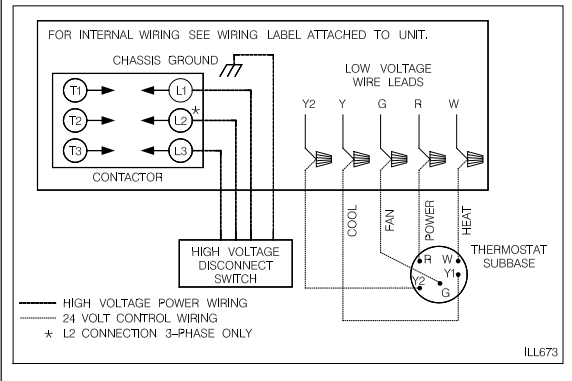 FOR INTERNAL WIRING SEE WIRING LABEL ATTACHED TO UNIT.
CHASSIS GROUND
LOW VOLTAGE
WIRE LEADS
T1 L1
Y2 Y G R W
*
T2 L2
T3 L3
CONTACTOR
COOL
FAN
POWER
HEAT
HIGH VOLTAGE
DISCONNECT
SWITCH
THERMOSTAT
SUBBASE
R W
Y2 Y1
G
HIGH VOLTAGE POWER WIRING
24 VOLT CONTROL WIRING
* L2 CONNECTION 3-PHASE ONLY
ILL673